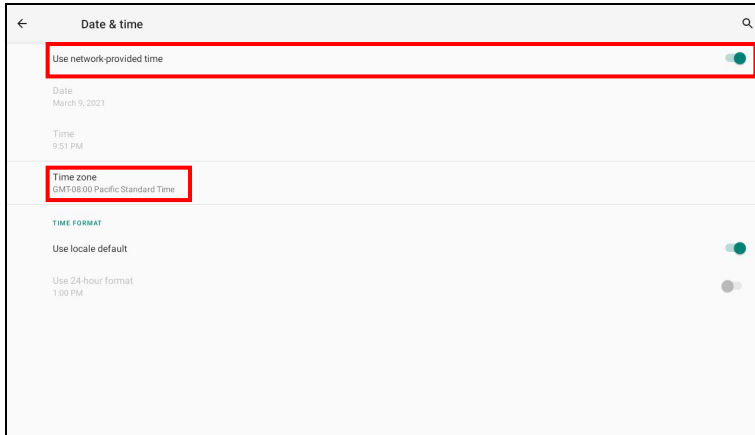 Date & time
Use network-provided time
Date
March 9, 2021
Time
9:51 PM
Time zone
GMT-08:00 Pacific Standard Time
TIME FORMAT
Use locale default
Use 24-hour format
1:00 PM